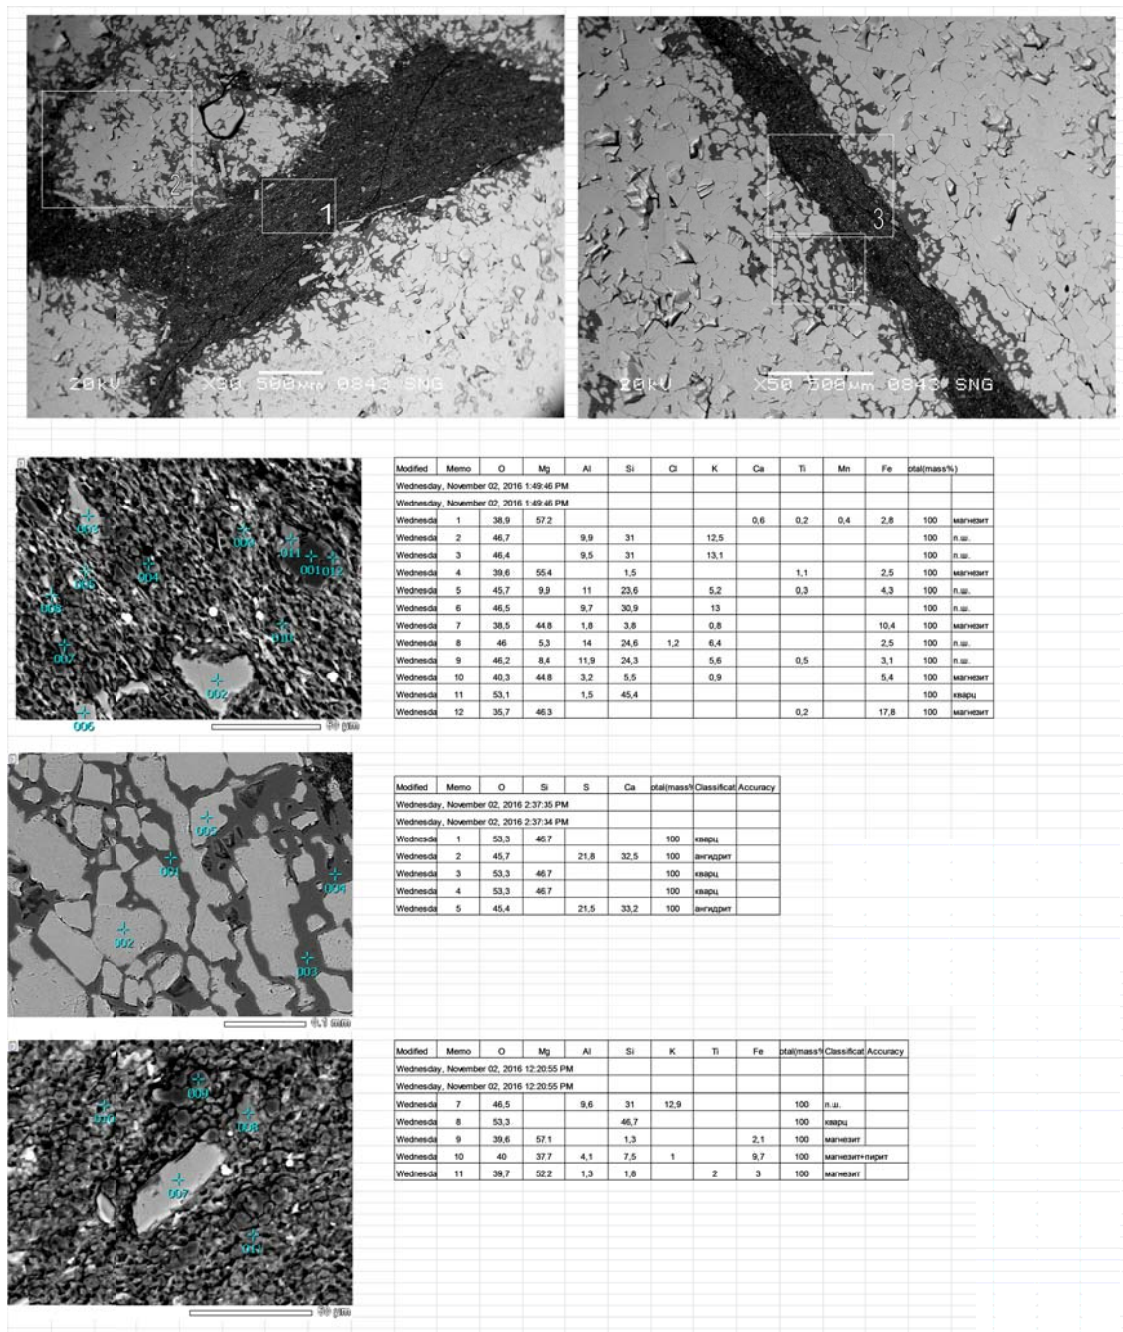 2
1
20kV X30 500μm 0843 SNG
3
20kV X50 500μm 0843 SNG
Modified Memo O Mg Al Si Cl K Ca Ti Mn Fe otal(mass%)
Wednesday, November 02, 2016 1:49:46 PM
Wednesday, November 02, 2016 1:49:46 PM
Wednesda 1 38,9 57.2 0,6 0,2 0,4 2,8 100 магнезит
Wednesda 2 46,7 9,9 31 12,5 100 п.ш.
Wednesda 3 46,4 9,5 31 13,1 100 п.ш.
Wednesda 4 39,6 55.4 1,5 1,1 2,5 100 магнезит
Wednesda 5 45,7 9,9 11 23,6 5,2 0,3 4,3 100 п.ш.
Wednesda 6 46,5 9,7 30,9 13 100 п.ш.
Wednesda 7 38,5 44.8 1,8 3,8 0,8 10,4 100 магнезит
Wednesda 8 46 5,3 14 24,6 1,2 6,4 2,5 100 п.ш.
Wednesda 9 46,2 8,4 11,9 24,3 5,6 0,5 3,1 100 п.ш.
Wednesda 10 40,3 44.8 3,2 5,5 0,9 5,4 100 магнезит
Wednesda 11 53,1 1,5 45,4 100 кварц
Wednesda 12 35,7 46.3 0,2 17,8 100 магнезит
003
011
001 012
004
007
010
002
006
50 μm
Modified Memo O Si S Ca otal(mass% Classificat Accuracy
Wednesday, November 02, 2016 2:37:35 PM
Wednesday, November 02, 2016 2:37:34 PM
Wednesda 1 53,3 46.7 100 кварц
Wednesda 2 45,7 21,8 32,5 100 ангидрит
Wednesda 3 53,3 46.7 100 кварц
Wednesda 4 53,3 46.7 100 кварц
Wednesda 5 45,4 21,5 33,2 100 ангидрит
005
001
004
002
003
0.1 mm
Modified Memo O Mg Al Si K Ti Fe otal(mass% Classificat Accuracy
Wednesday, November 02, 2016 12:20:55 PM
Wednesday, November 02, 2016 12:20:55 PM
Wednesda 7 46,5 9,6 31 12,9 100 п.ш.
Wednesda 8 53,3 46,7 100 кварц
Wednesda 9 39,6 57.1 1,3 2,1 100 магнезит
Wednesda 10 40 37.7 4,1 7,5 1 9,7 100 магнезит+пирит
Wednesda 11 39,7 52.2 1,3 1,8 2 3 100 магнезит
009
008
007
011
50 μm